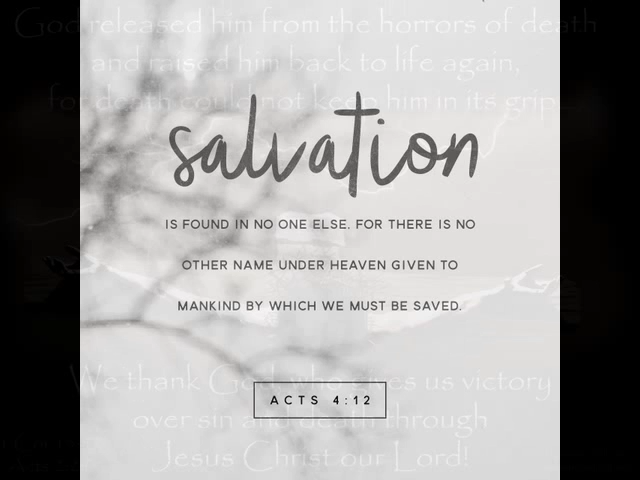 God released him from the horrors of death
and raised him back to life again,
for death could not keep him in its grip.
salvation
IS FOUND IN NO ONE ELSE. FOR THERE IS NO
OTHER NAME UNDER HEAVEN GIVEN TO
MANKIND BY WHICH WE MUST BE SAVED.
We thank God, who gives us victory
ACTS 4:12
over sin and death through
Jesus Christ our Lord!